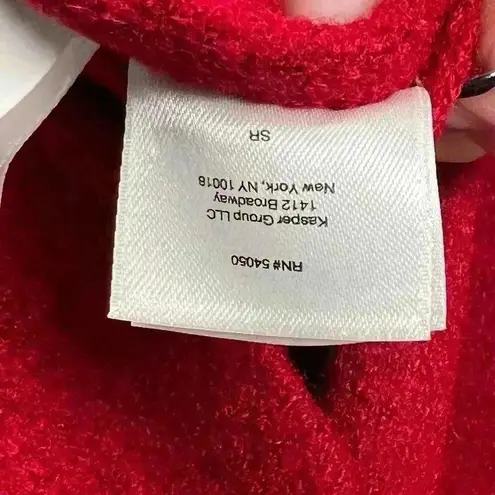 RN# 54050
Kasper Group LLC
1412 Broadway
New York, NY 10018
SR